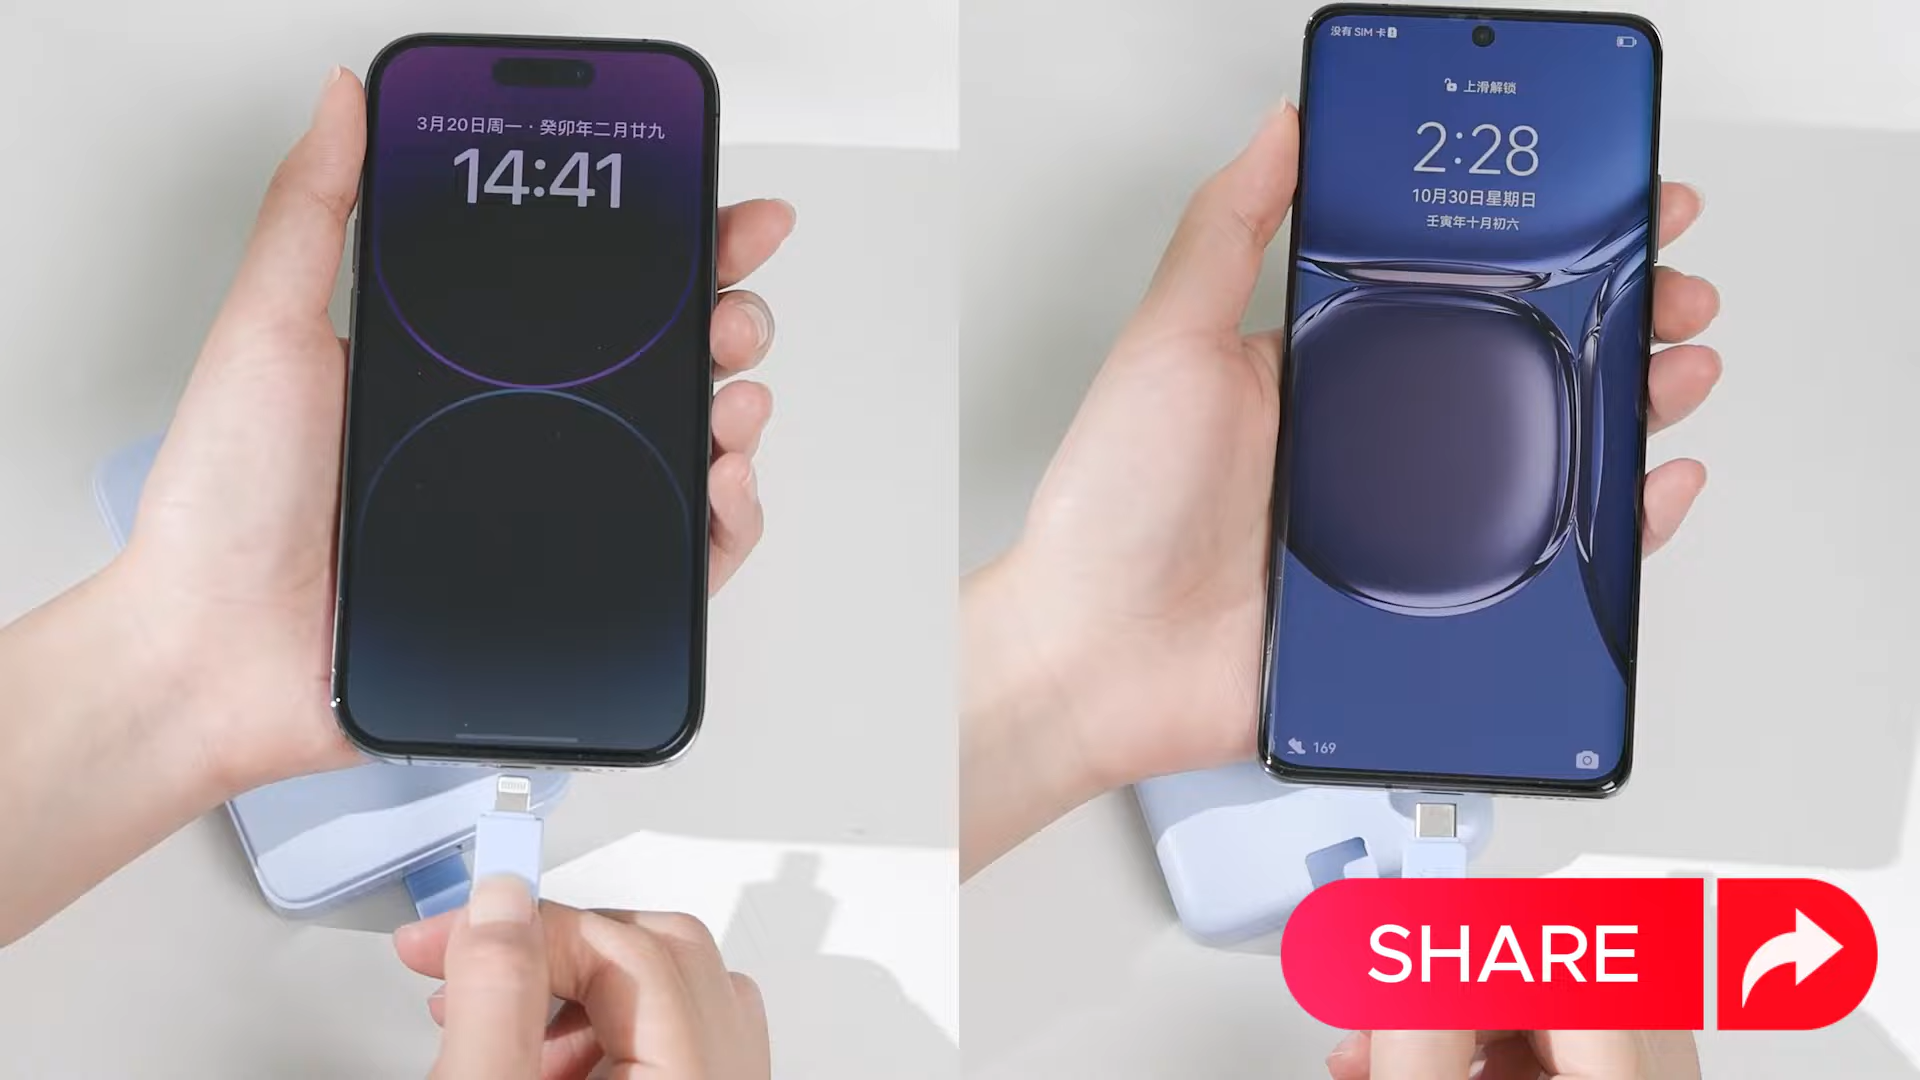 3月20日周一 · 癸卯年二月廿九
14:41
没有 SIM 卡
上滑解锁
2:28
10月30日星期日
壬寅年十月初六
169
SHARE